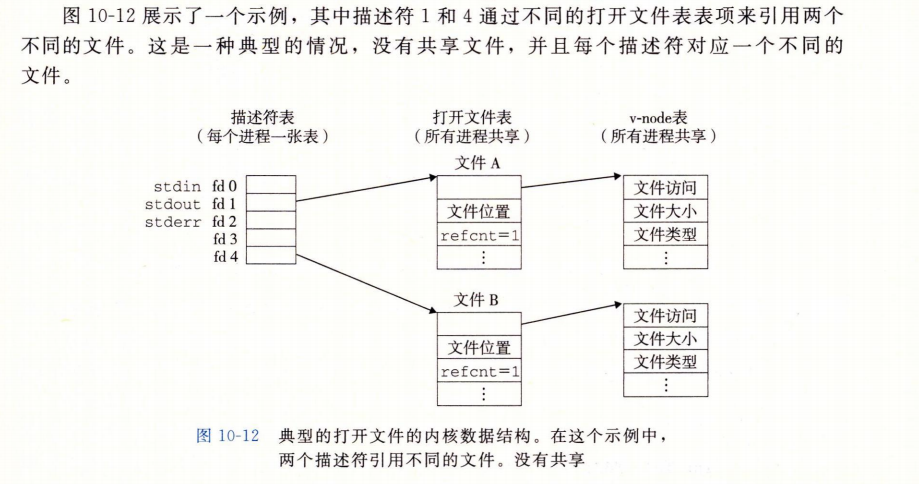 图 10-12 展示了一个示例，其中描述符 1 和 4 通过不同的打开文件表表项来引用两个
不同的文件。这是一种典型的情况，没有共享文件，并且每个描述符对应一个不同的
文件。
描述符表
（每个进程一张表）
打开文件表
（所有进程共享）
v-node表
（所有进程共享）
stdin fd 0
stdout fd 1
stderr fd 2
fd 3
fd 4
文件 A
文件位置
refcnt=1
⋮
文件访问
文件大小
文件类型
⋮
文件 B
文件位置
refcnt=1
⋮
文件访问
文件大小
文件类型
⋮
图 10-12 典型的打开文件的内核数据结构。在这个示例中，
两个描述符引用不同的文件。没有共享